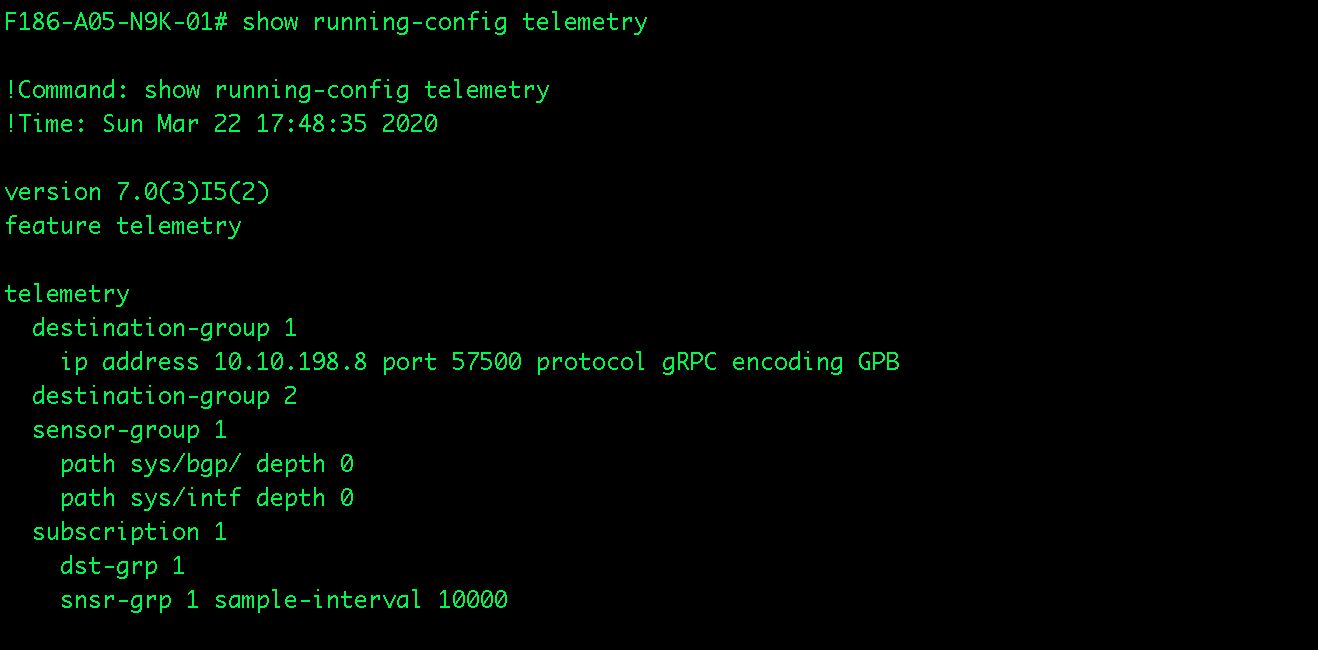 F186-A05-N9K-01# show running-config telemetry
!Command: show running-config telemetry
!Time: Sun Mar 22 17:48:35 2020
version 7.0(3)I5(2)
feature telemetry
telemetry
destination-group 1
ip address 10.10.198.8 port 57500 protocol gRPC encoding GPB
destination-group 2
sensor-group 1
path sys/bgp/ depth 0
path sys/intf depth 0
subscription 1
dst-grp 1
snsr-grp 1 sample-interval 10000